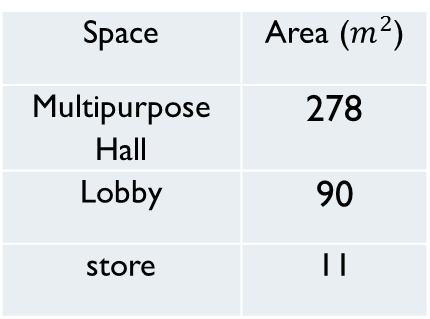 Space Area (m²)
Multipurpose Hall 278
Lobby 90
store 11